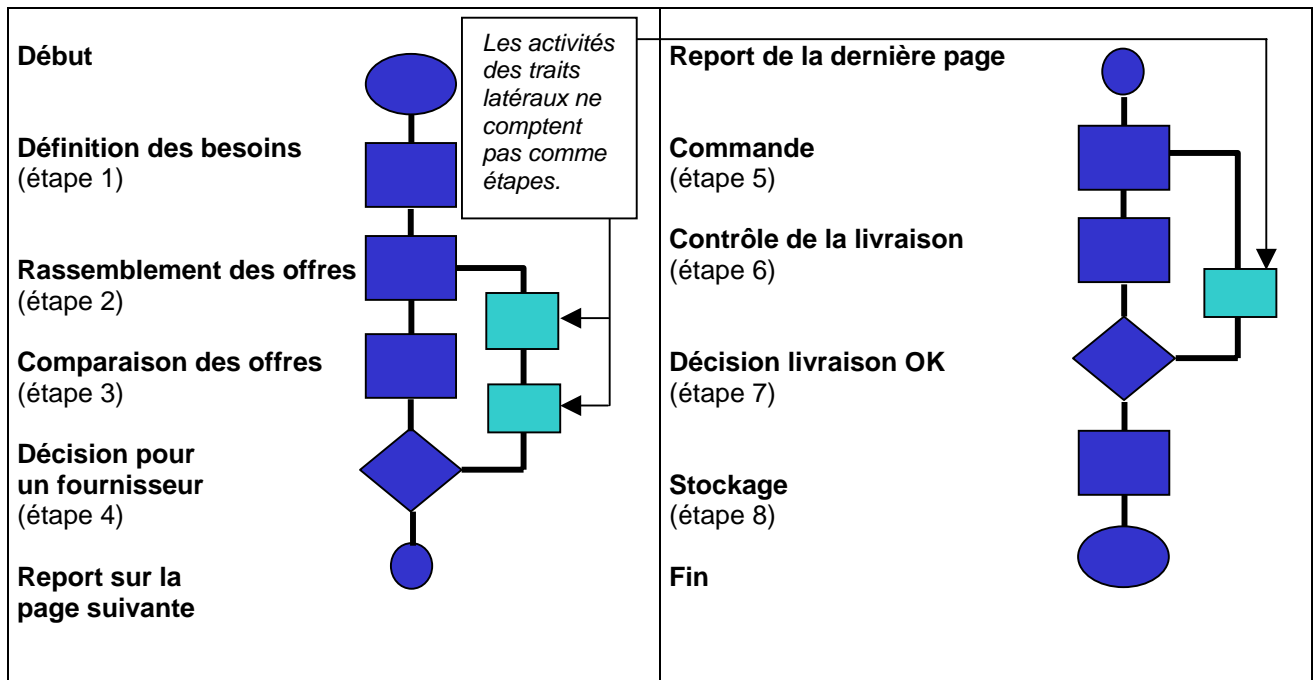 Début
Les activités
des traits
latéraux ne
comptent
pas comme
étapes.
Définition des besoins
(étape 1)
Rassemblement des offres
(étape 2)
Comparaison des offres
(étape 3)
Décision pour
un fournisseur
(étape 4)
Report sur la
page suivante
Report de la dernière page
Commande
(étape 5)
Contrôle de la livraison
(étape 6)
Décision livraison OK
(étape 7)
Stockage
(étape 8)
Fin